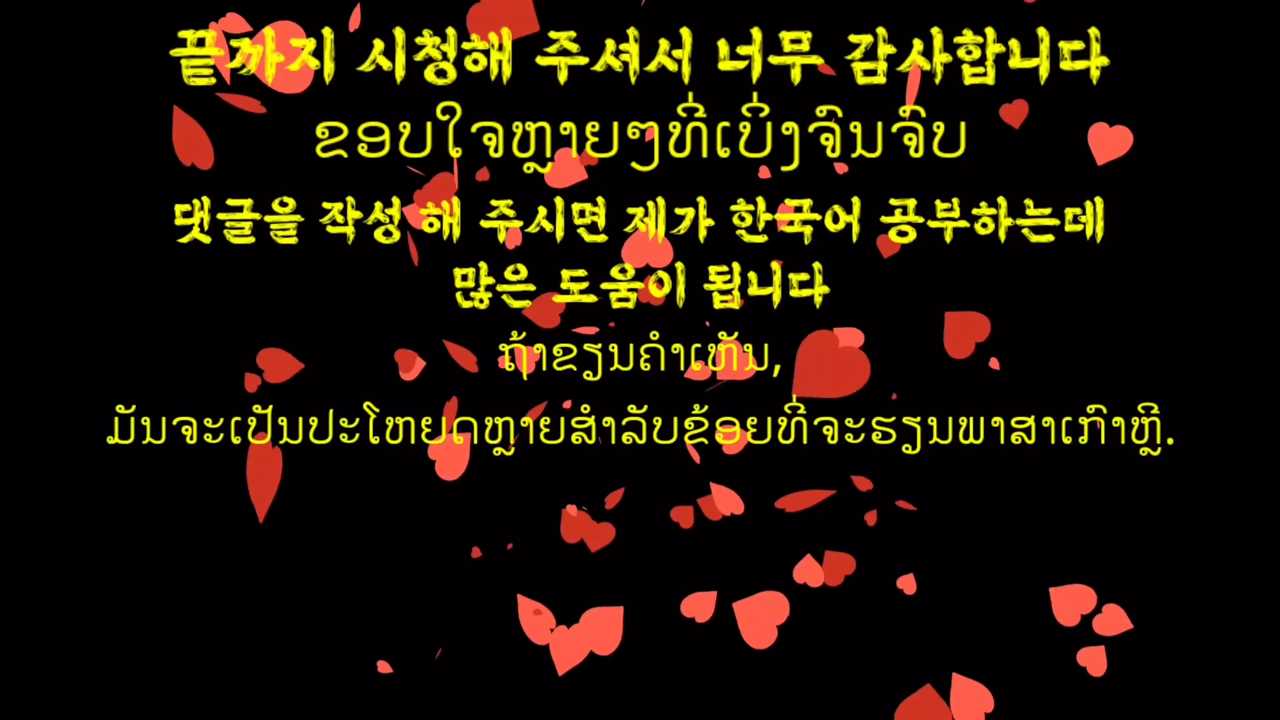 끝까지 시청해 주셔서 너무 감사합니다
ຂອບໃຈຫຼາຍໆທີ່ເບິ່ງຈົນຈົບ
댓글을 작성 해 주시면 제가 한국어 공부하는데
많은 도움이 됩니다
ຖ້າຂຽນຄຳເຫັນ,
ມັນຈະເປັນປະໂຫຍດຫຼາຍສຳລັບຂ້ອຍທີ່ຈະຮຽນພາສາເກົາຫຼີ.